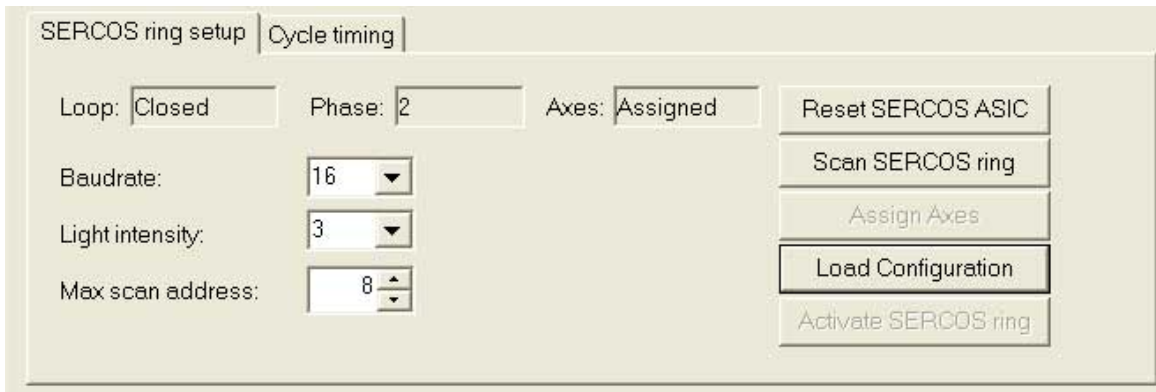 SERCOS ring setup Cycle timing
Loop: Closed Phase: 2 Axes: Assigned Reset SERCOS ASIC
Baudrate: 16 Scan SERCOS ring
Light intensity: 3 Assign Axes
Max scan address: 8 Load Configuration
Activate SERCOS ring